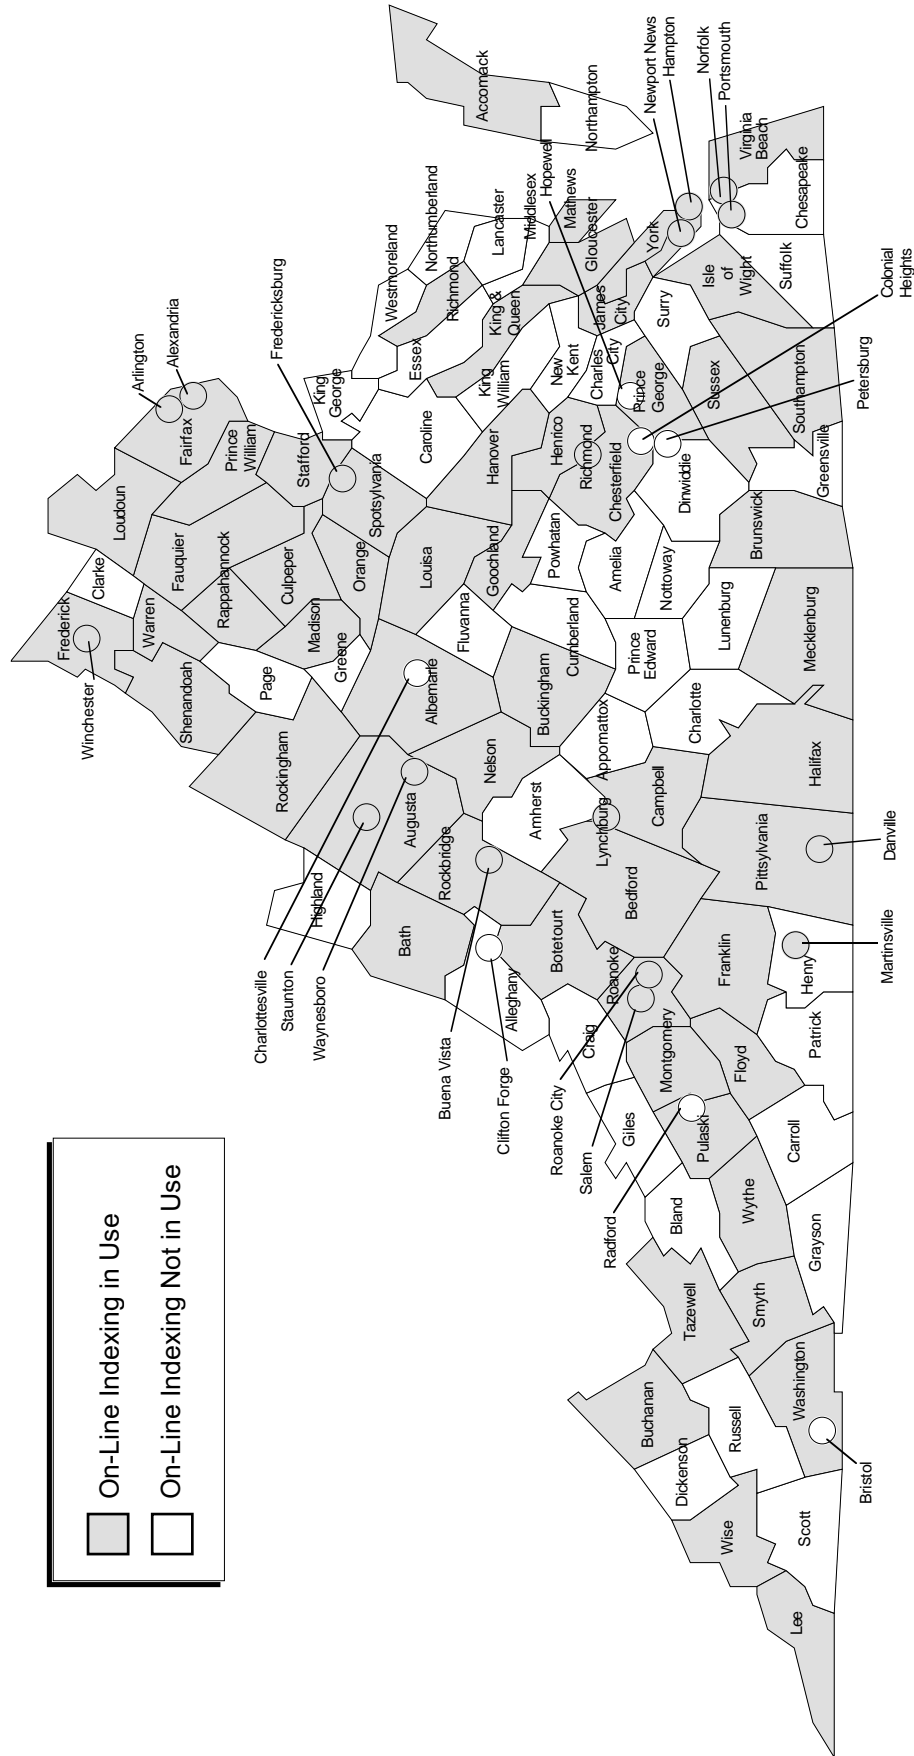 On-Line Indexing in Use
On-Line Indexing Not in Use
Lee
Wise
Scott
Dickenson
Buchanan
Russell
Washington
Bristol
Tazewell
Smyth
Bland
Wythe
Grayson
Giles
Pulaski
Carroll
Radford
Montgomery
Floyd
Patrick
Craig
Roanoke
Roanoke City
Salem
Franklin
Henry
Martinsville
Alleghany
Clifton Forge
Botetourt
Bedford
Pittsylvania
Danville
Bath
Highland
Rockbridge
Buena Vista
Amherst
Lynchburg
Campbell
Halifax
Augusta
Charlottesville
Staunton
Waynesboro
Nelson
Appomattox
Charlotte
Rockingham
Albemarle
Buckingham
Prince
Edward
Mecklenburg
Lunenburg
Shenandoah
Page
Greene
Madison
Fluvanna
Cumberland
Winchester
Frederick
Clarke
Warren
Rappahannock
Culpeper
Orange
Louisa
Goochland
Powhatan
Amelia
Nottoway
Brunswick
Loudoun
Fauquier
Prince
William
Fairfax
Arlington
Alexandria
Stafford
Fredericksburg
Spotsylvania
Caroline
Hanover
Henrico
Richmond
Chesterfield
Dinwiddie
Greensville
Petersburg
Colonial
Heights
King
George
Westmoreland
Northumberland
Richmond
Lancaster
Essex
King &
Queen
King
William
New
Kent
Charles
City
James
City
Prince
George
Hopewell
Middlesex
Mathews
Gloucester
York
Surry
Sussex
Southampton
Isle
of
Wight
Suffolk
Chesapeake
Virginia
Beach
Newport News
Hampton
Norfolk
Portsmouth
Accomack
Northampton